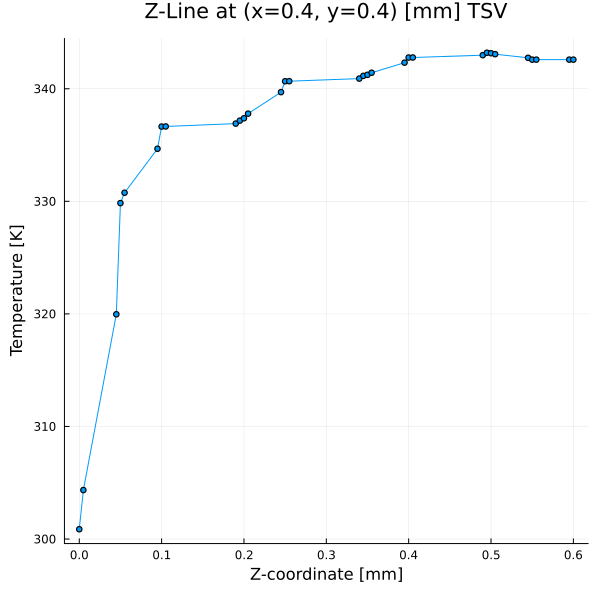 Z-Line at (x=0.4, y=0.4) [mm] TSV
Temperature [K]
340
330
320
310
300
0.0 0.1 0.2 0.3 0.4 0.5 0.6
Z-coordinate [mm]